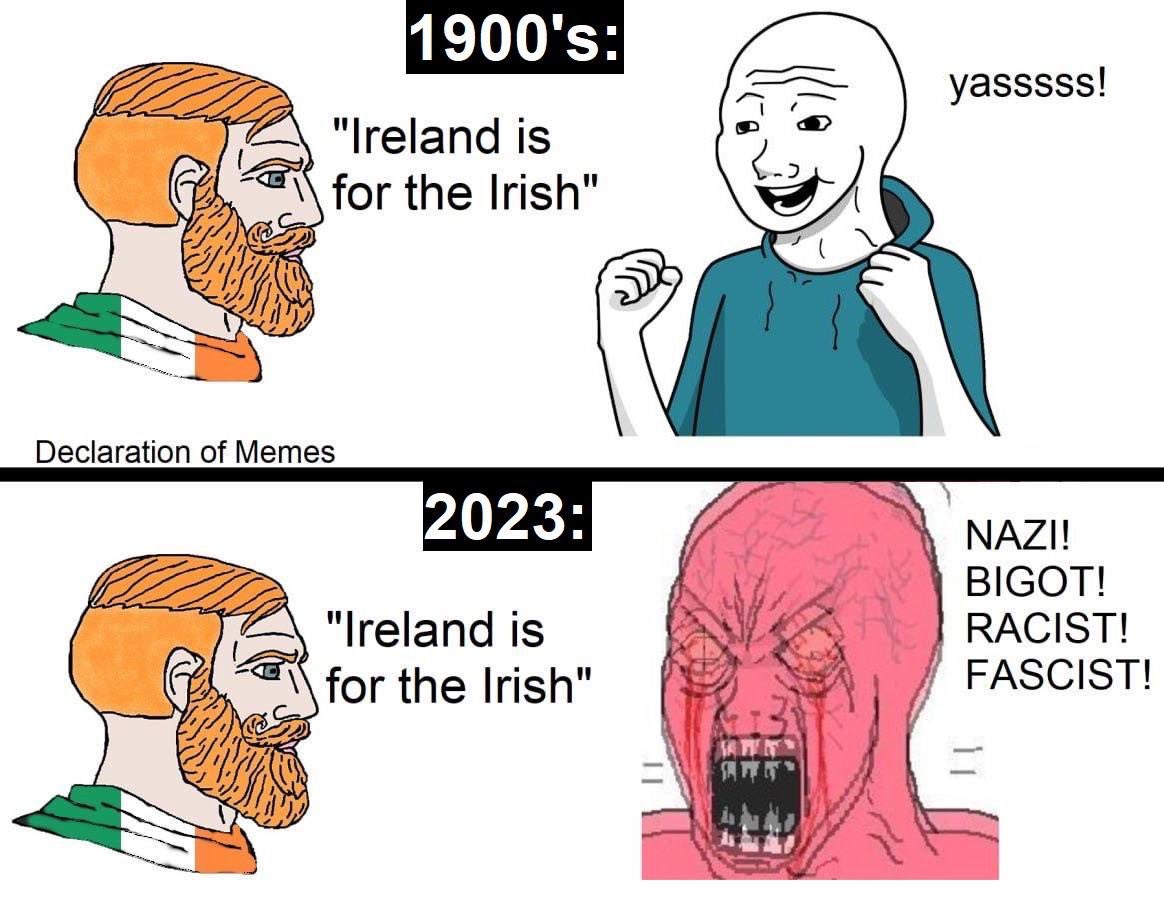 1900's:
yasssss!
"Ireland is
for the Irish"
Declaration of Memes
2023:
NAZI!
BIGOT!
RACIST!
FASCIST!
"Ireland is
for the Irish"